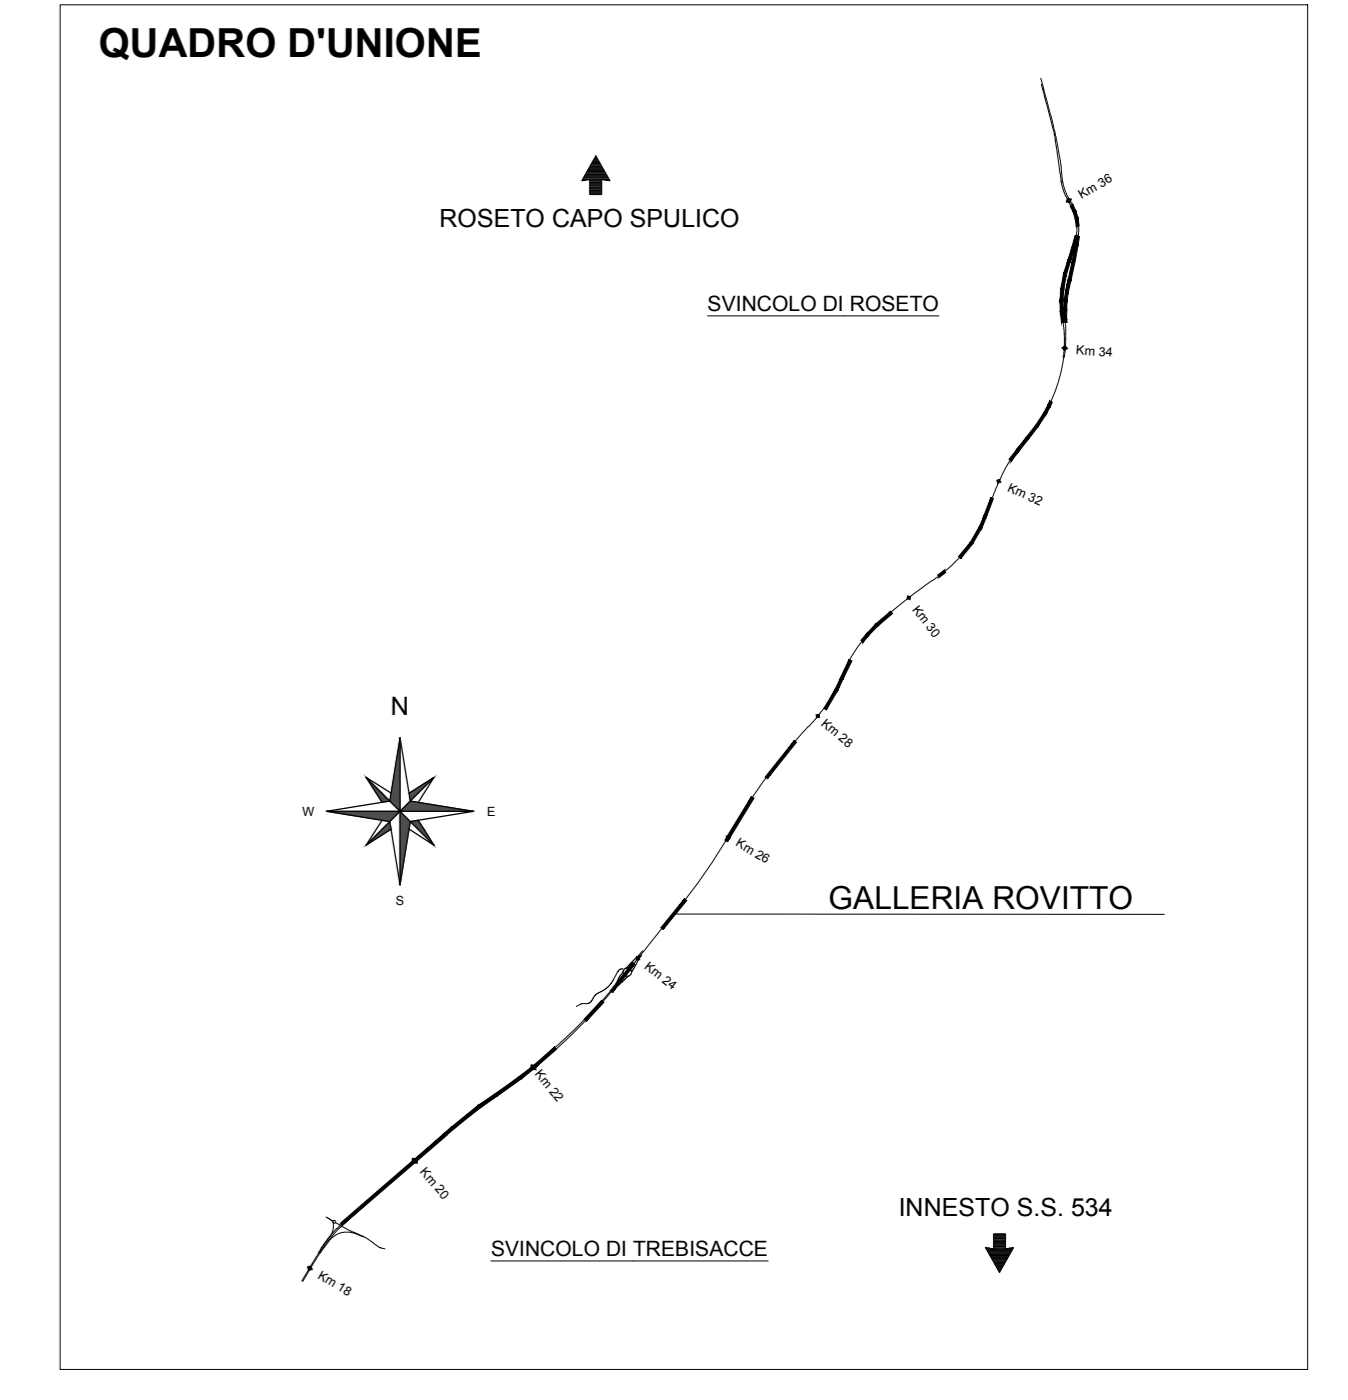 QUADRO D'UNIONE
Km 36
ROSETO CAPO SPULICO
SVINCOLO DI ROSETO
Km 34
Km 32
Km 30
N
Km 28
W
E
Km 26
GALLERIA ROVITTO
S
Km 24
Km 22
Km 20
INNESTO S.S. 534
SVINCOLO DI TREBISACCE
Km 18